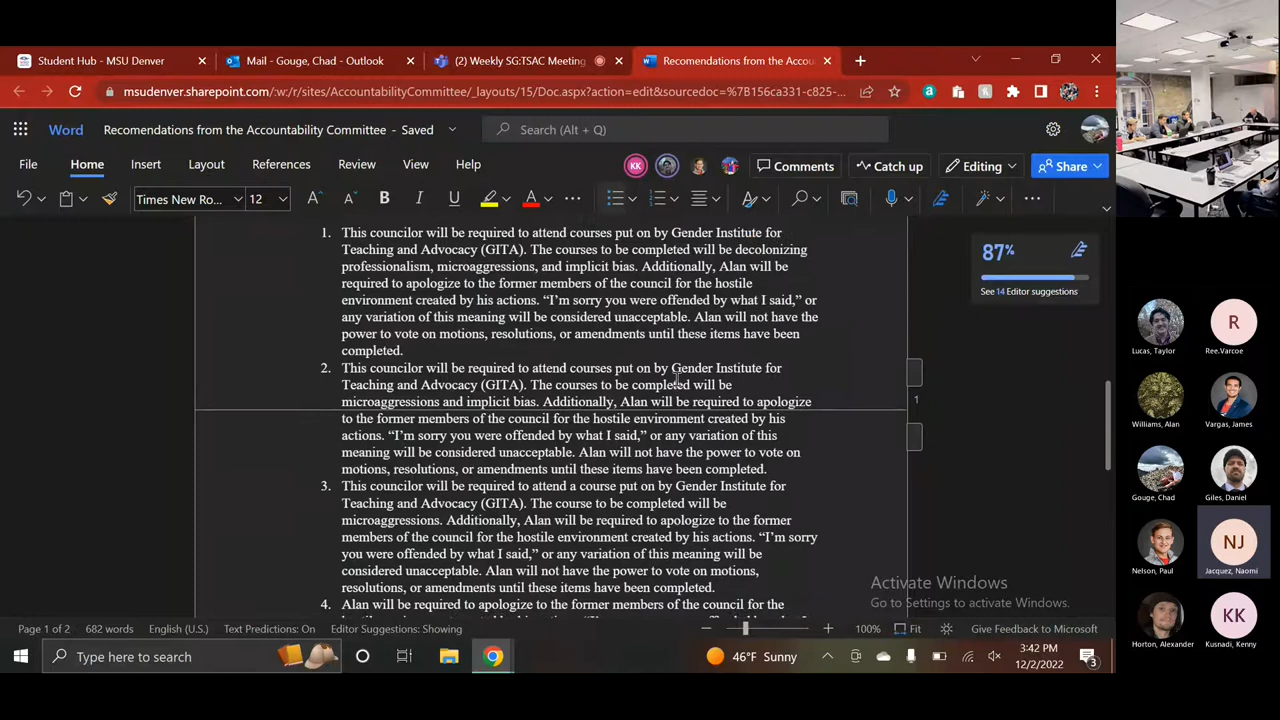 Student Hub - MSU Denver
Mail - Gouge, Chad - Outlook
(2) Weekly SG:TSAC Meeting
Recomendations from the Accou
msudenver.sharepoint.com/:w:/r/sites/AccountabilityCommittee/_layouts/15/Doc.aspx?action=edit&sourcedoc=%7B156ca331-c825-...
Word
Recomendations from the Accountability Committee - Saved
Search (Alt + Q)
File
Home
Insert
Layout
References
Review
View
Help
KK
Comments
Catch up
Editing
Share
Times New Ro...
12
1. This councilor will be required to attend courses put on by Gender Institute for
Teaching and Advocacy (GITA). The courses to be completed will be decolonizing
professionalism, microaggressions, and implicit bias. Additionally, Alan will be
required to apologize to the former members of the council for the hostile
environment created by his actions. “I’m sorry you were offended by what I said,” or
any variation of this meaning will be considered unacceptable. Alan will not have the
power to vote on motions, resolutions, or amendments until these items have been
completed.
2. This councilor will be required to attend courses put on by Gender Institute for
Teaching and Advocacy (GITA). The courses to be completed will be
microaggressions and implicit bias. Additionally, Alan will be required to apologize
to the former members of the council for the hostile environment created by his
actions. “I’m sorry you were offended by what I said,” or any variation of this
meaning will be considered unacceptable. Alan will not have the power to vote on
motions, resolutions, or amendments until these items have been completed.
3. This councilor will be required to attend a course put on by Gender Institute for
Teaching and Advocacy (GITA). The course to be completed will be
microaggressions. Additionally, Alan will be required to apologize to the former
members of the council for the hostile environment created by his actions. “I’m sorry
you were offended by what I said,” or any variation of this meaning will be
considered unacceptable. Alan will not have the power to vote on motions,
resolutions, or amendments until these items have been completed.
4. Alan will be required to apologize to the former members of the council for the
87%
See 14 Editor suggestions
1
Activate Windows
Go to Settings to activate Windows.
Page 1 of 2
682 words
English (U.S.)
Text Predictions: On
Editor Suggestions: Showing
100%
Fit
Give Feedback to Microsoft
Type here to search
46°F Sunny
3:42 PM
12/2/2022
3
Lucas, Taylor
R
Ree.Varcoe
Williams, Alan
Vargas, James
Gouge, Chad
Giles, Daniel
Nelson, Paul
NJ
Jacquez, Naomi
Horton, Alexander
KK
Kusnadi, Kenny